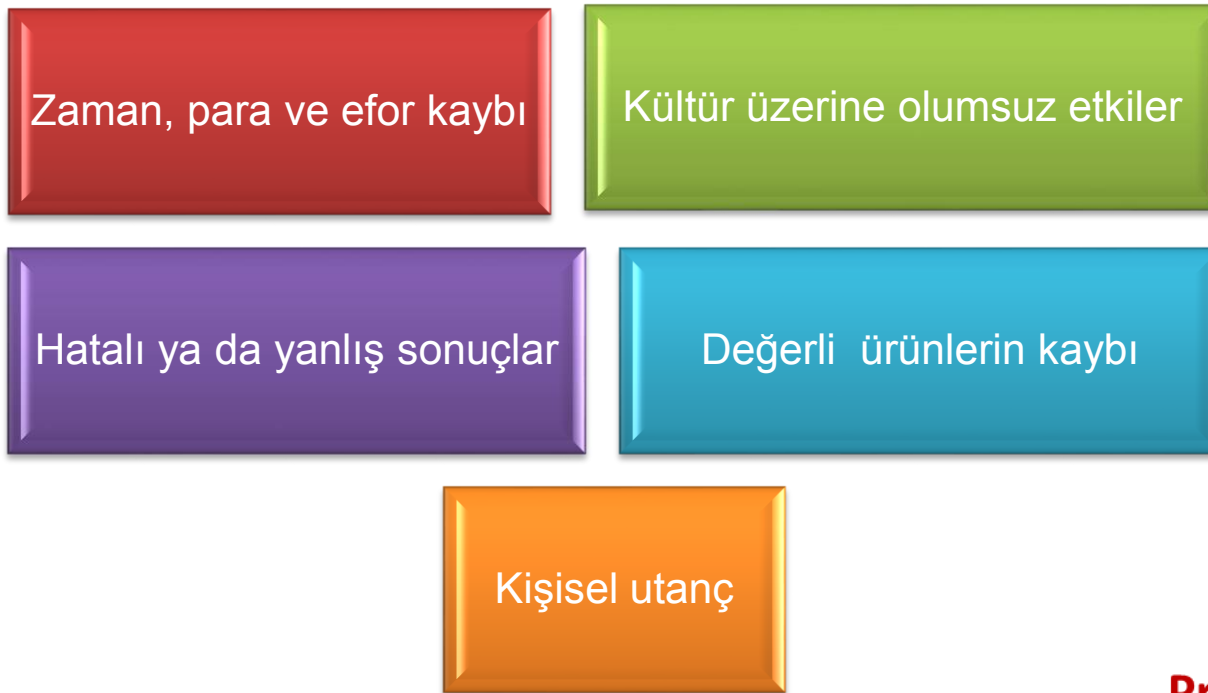 Zaman, para ve efor kaybı
Kültür üzerine olumsuz etkiler
Hatalı ya da yanlış sonuçlar
Değerli ürünlerin kaybı
Kişisel utanç